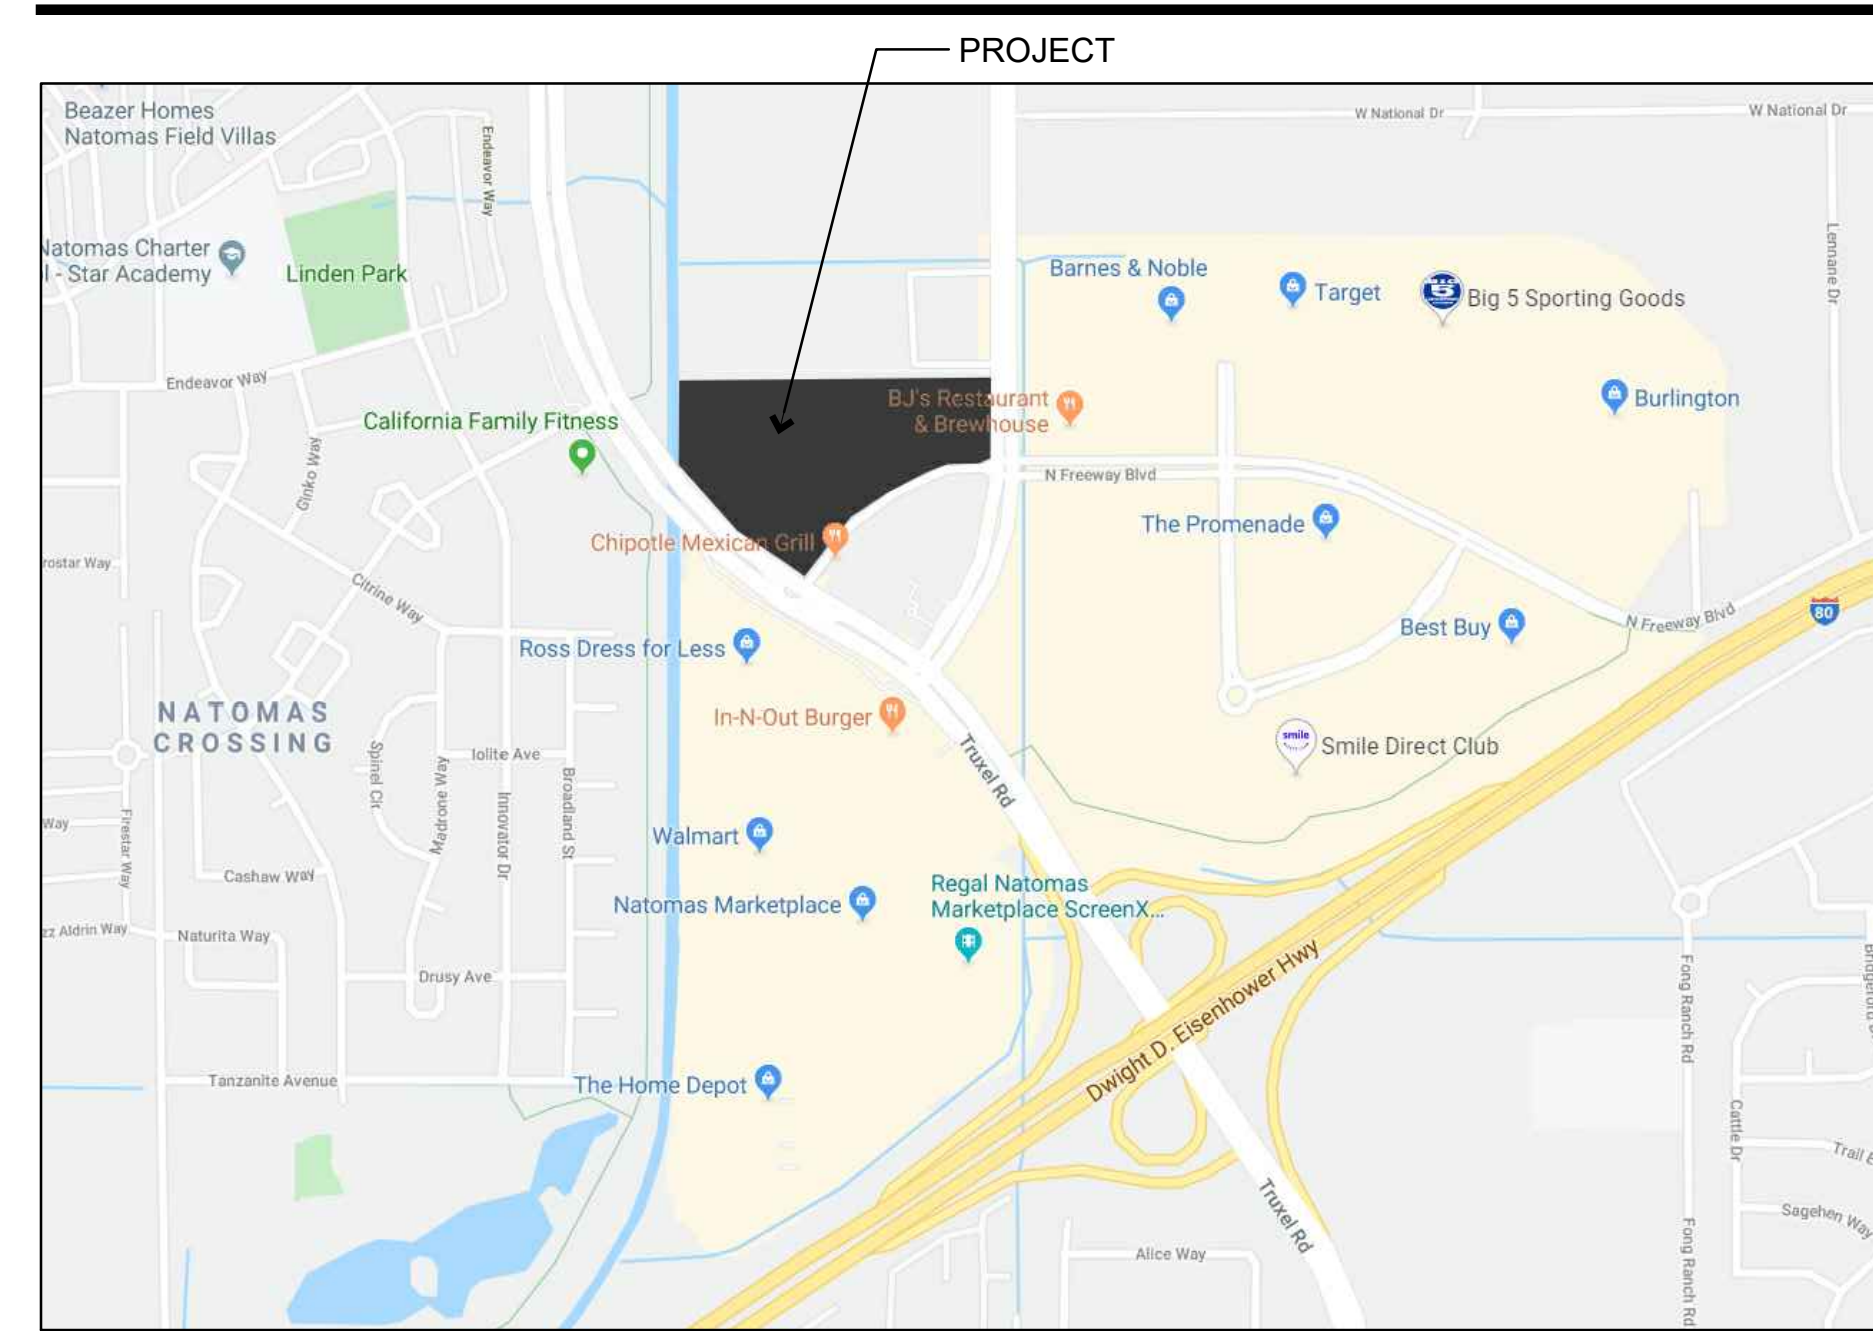 PROJECT
Beazer Homes
Natomas Field Villas
Endeavor Way
W National Dr
W National Dr
Natomas Charter
l - Star Academy
Linden Park
Lennane Dr
Barnes & Noble
Target
Big 5 Sporting Goods
Endeavor Way
California Family Fitness
BJ's Restaurant
& Brewhouse
Burlington
Ginko Way
N Freeway Blvd
Chipotle Mexican Grill
The Promenade
rostar Way
Citrine Way
Ross Dress for Less
Best Buy
N Freeway Blvd
80
NATOMAS
CROSSING
In-N-Out Burger
smile
Smile Direct Club
Spinel Cir
Madrone Way
Iolite Ave
Innovator Dr
Broadland St
Truxel Rd
Way
Firestar Way
Walmart
Cashaw Way
Natomas Marketplace
Regal Natomas
Marketplace ScreenX...
zz Aldrin Way
Naturita Way
Drusy Ave
Dwight D. Eisenhower Hwy
Fong Ranch Rd
Tanzanite Avenue
The Home Depot
Cattle Dr
Trail
Truxel Rd
Sagehen Way
Alice Way
Fong Ranch Rd